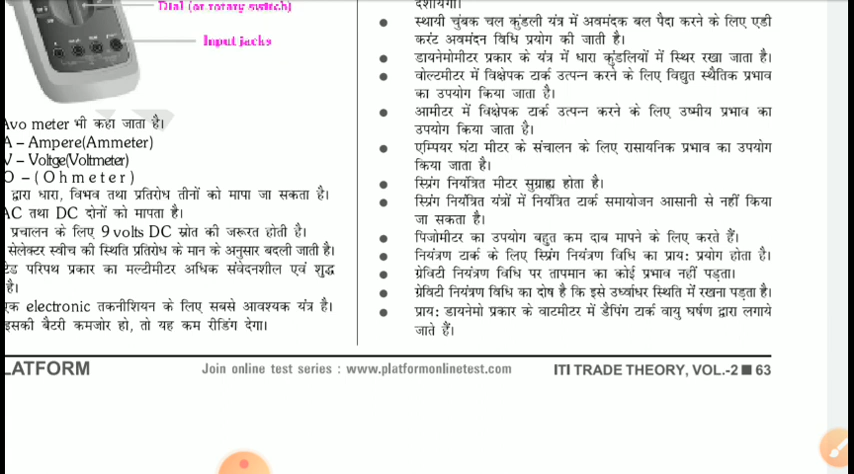 Dial (or rotary switch)
Input jacks
Avo meter भी कहा जाता है।
A – Ampere(Ammeter)
V – Voltge(Voltmeter)
O – ( O h m e t e r )
द्वारा धारा, विभव तथा प्रतिरोध तीनों को मापा जा सकता है।
AC तथा DC दोनों को मापता है।
प्रचालन के लिए 9 volts DC स्रोत की जरूरत होती है।
सेलेक्टर स्वीच की स्थिति प्रतिरोध के मान के अनुसार बदली जाती है।
टेड परिपथ प्रकार का मल्टीमीटर अधिक संवेदनशील एवं शुद्ध
है।
एक electronic तकनीशियन के लिए सबसे आवश्यक यंत्र है।
इसकी बैटरी कमजोर हो, तो यह कम रीडिंग देगा।
दर्शायेगा।
● स्थायी चुंबक चल कुंडली यंत्र में अवमंदक बल पैदा करने के लिए एडी
करंट अवमंदन विधि प्रयोग की जाती है।
● डायनेमोमीटर प्रकार के यंत्र में धारा कुंडलियों में स्थिर रखा जाता है।
● वोल्टमीटर में विक्षेपक टार्क उत्पन्न करने के लिए विद्युत स्थैतिक प्रभाव
का उपयोग किया जाता है।
● आमीटर में विक्षेपक टार्क उत्पन्न करने के लिए उष्मीय प्रभाव का
उपयोग किया जाता है।
● एम्पियर घंटा मीटर के संचालन के लिए रासायनिक प्रभाव का उपयोग
किया जाता है।
● स्प्रिंग नियंत्रित मीटर सुग्राह्य होता है।
● स्प्रिंग नियंत्रित यंत्रों में नियंत्रित टार्क समायोजन आसानी से नहीं किया
जा सकता है।
● पिजोमीटर का उपयोग बहुत कम दाब मापने के लिए करते हैं।
● नियंत्रण टार्क के लिए स्प्रिंग नियंत्रण विधि का प्राय: प्रयोग होता है।
● ग्रेविटी नियंत्रण विधि पर तापमान का कोई प्रभाव नहीं पड़ता।
● ग्रेविटी नियंत्रण विधि का दोष है कि इसे उर्ध्वाधर स्थिति में रखना पड़ता है।
● प्राय: डायनेमो प्रकार के वाटमीटर में डैपिंग टार्क वायु घर्षण द्वारा लगाये
जाते हैं।
LATFORM
Join online test series : www.platformonlinetest.com
ITI TRADE THEORY, VOL.-2 ■ 63